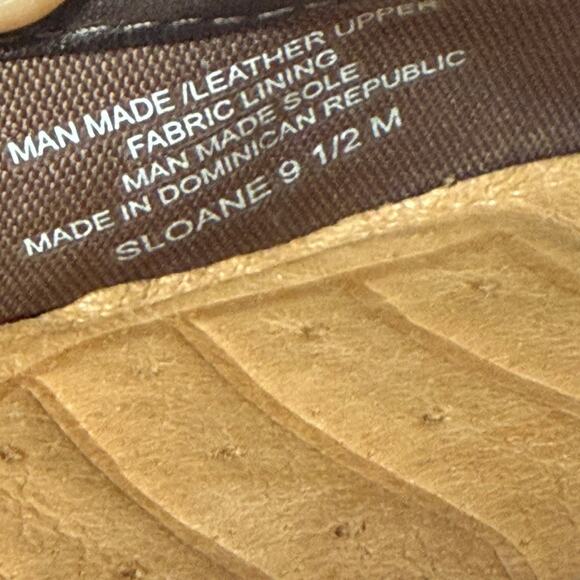 MAN MADE /LEATHER UPPER
FABRIC LINING
MAN MADE SOLE
MADE IN DOMINICAN REPUBLIC
SLOANE 9 1/2 M